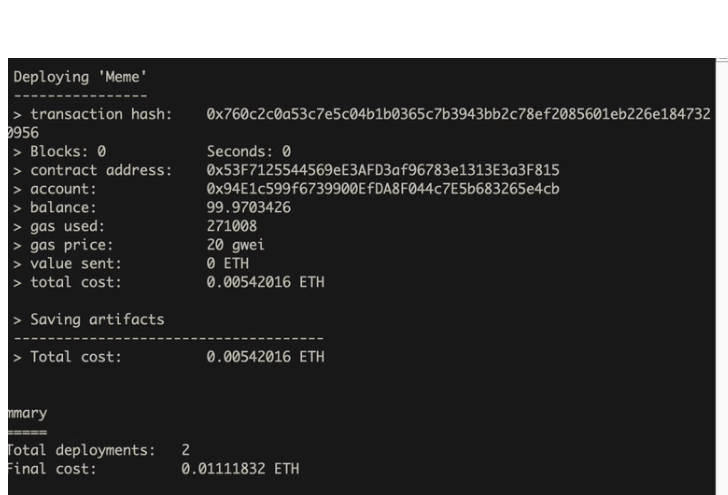 Deploying 'Meme'
----------------
> transaction hash:    0x760c2c0a53c7e5c04b1b0365c7b3943bb2c78ef2085601eb226e184732
0956
> Blocks: 0            Seconds: 0
> contract address:    0x53F7125544569eE3AFD3af96783e1313E3a3F815
> account:             0x94E1c599f6739900EfDA8F044c7E5b683265e4cb
> balance:             99.9703426
> gas used:            271008
> gas price:           20 gwei
> value sent:          0 ETH
> total cost:          0.00542016 ETH
> Saving artifacts
-------------------------------------
> Total cost:          0.00542016 ETH
mmary
=====
Total deployments:   2
Final cost:          0.01111832 ETH